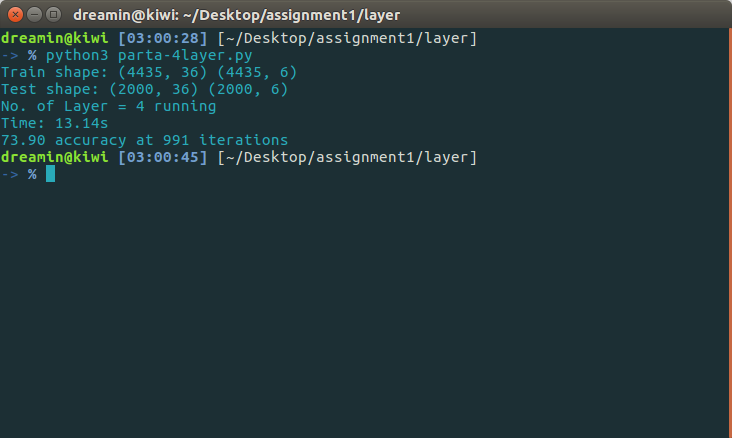 dreamin@kiwi: ~/Desktop/assignment1/layer
dreamin@kiwi [03:00:28] [~/Desktop/assignment1/layer]
-> % python3 parta-4layer.py
Train shape: (4435, 36) (4435, 6)
Test shape: (2000, 36) (2000, 6)
No. of Layer = 4 running
Time: 13.14s
73.90 accuracy at 991 iterations
dreamin@kiwi [03:00:45] [~/Desktop/assignment1/layer]
-> %